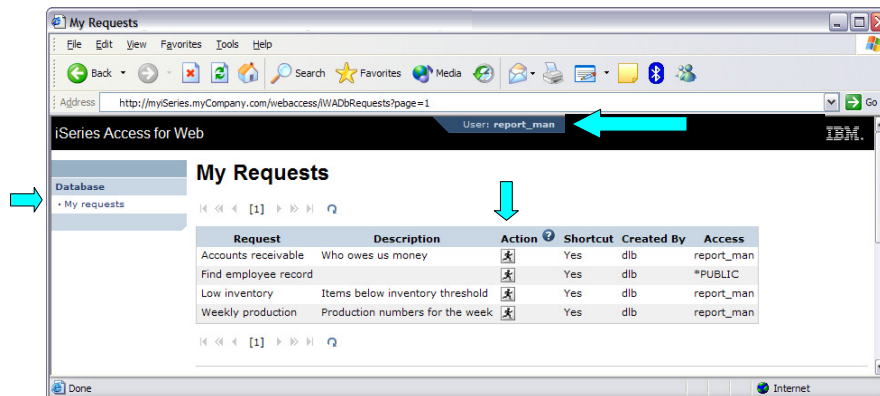 My Requests
File Edit View Favorites Tools Help
Back Search Favorites Media
Address http://myiSeries.myCompany.com/webaccess/iWADbRequests?page=1 Go
iSeries Access for Web User: report_man IBM.
My Requests
Database
• My requests
[1]
Request Description Action ? Shortcut Created By Access
Accounts receivable Who owes us money Yes dlb report_man
Find employee record Yes dlb *PUBLIC
Low inventory Items below inventory threshold Yes dlb report_man
Weekly production Production numbers for the week Yes dlb report_man
[1]
Done Internet